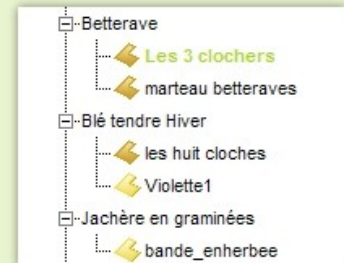 Betterave
Les 3 clochers
marteau betteraves
Blé tendre Hiver
les huit cloches
Violette1
Jachère en graminées
bande_enherbee